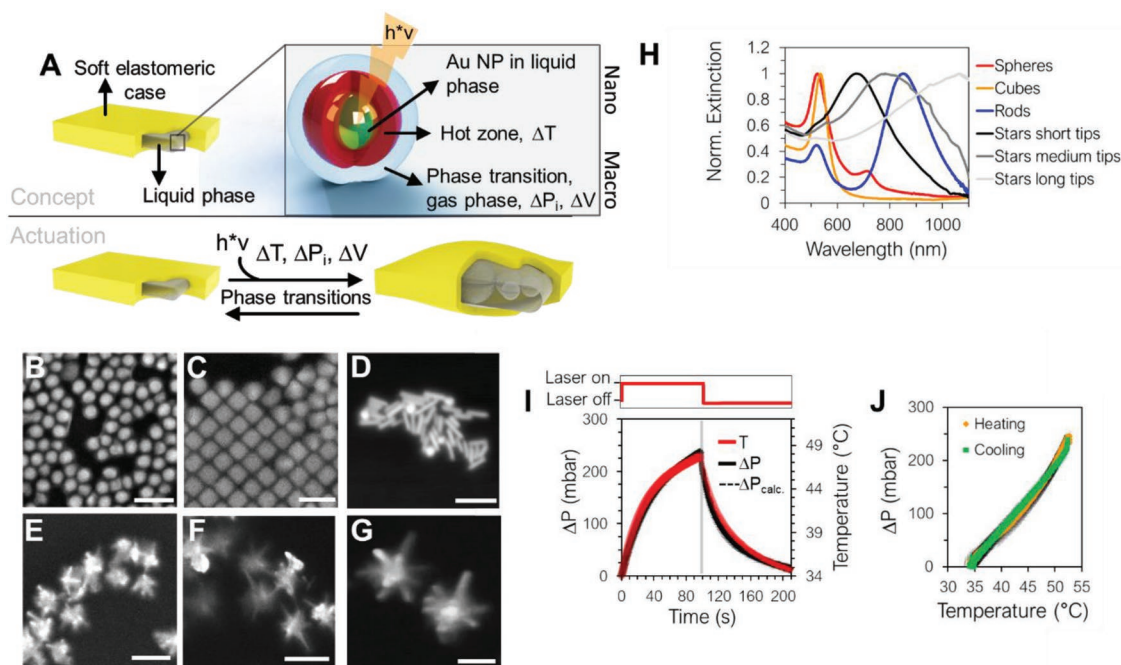 A
Soft elastomeric
case
Liquid phase
Concept
h*v
Au NP in liquid
phase
Hot zone, ΔT
Phase transition,
gas phase, ΔPi, ΔV
Nano
Macro
Actuation
h*v
ΔT, ΔPi, ΔV
Phase transitions
B
C
D
E
F
G
H
Norm. Extinction
1.2
1
0.8
0.6
0.4
0.2
0
400 600 800 1000
Wavelength (nm)
Spheres
Cubes
Rods
Stars short tips
Stars medium tips
Stars long tips
I
Laser on
Laser off
ΔP (mbar)
300
200
100
0
T
ΔP
ΔPcalc.
49
44
39
34
Temperature (°C)
0 40 80 120 160 200
Time (s)
J
ΔP (mbar)
300
200
100
0
Heating
Cooling
30 35 40 45 50 55
Temperature (°C)